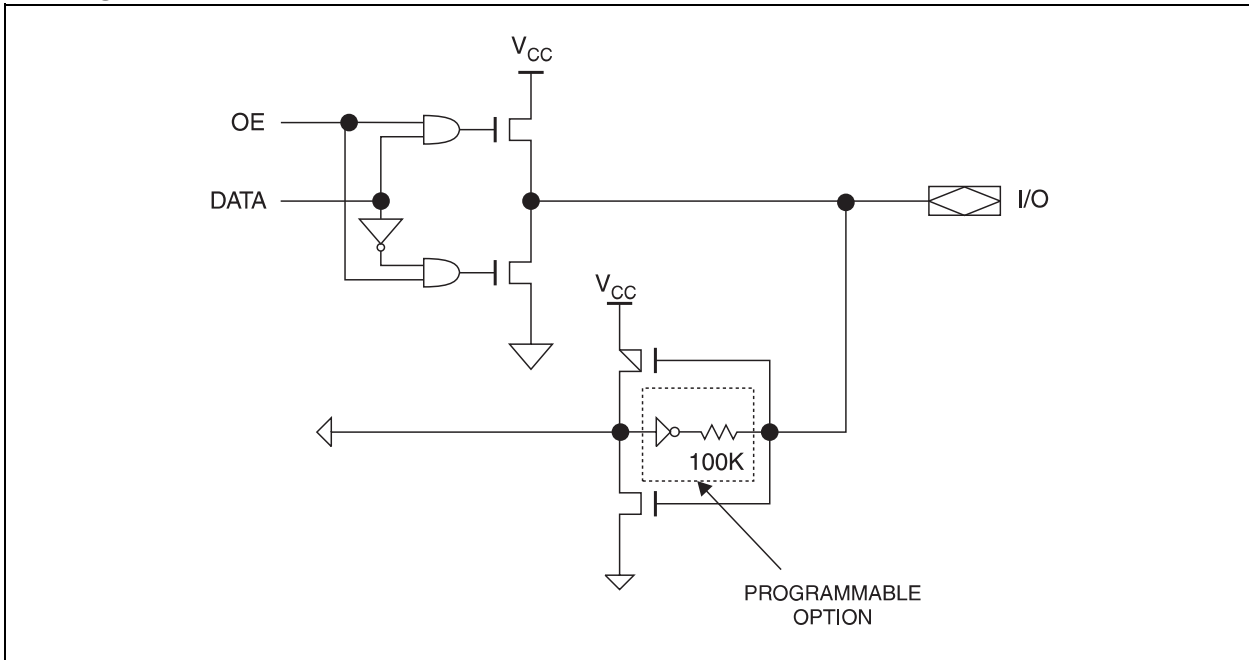 VCC
OE
DATA
I/O
VCC
100K
PROGRAMMABLE
OPTION